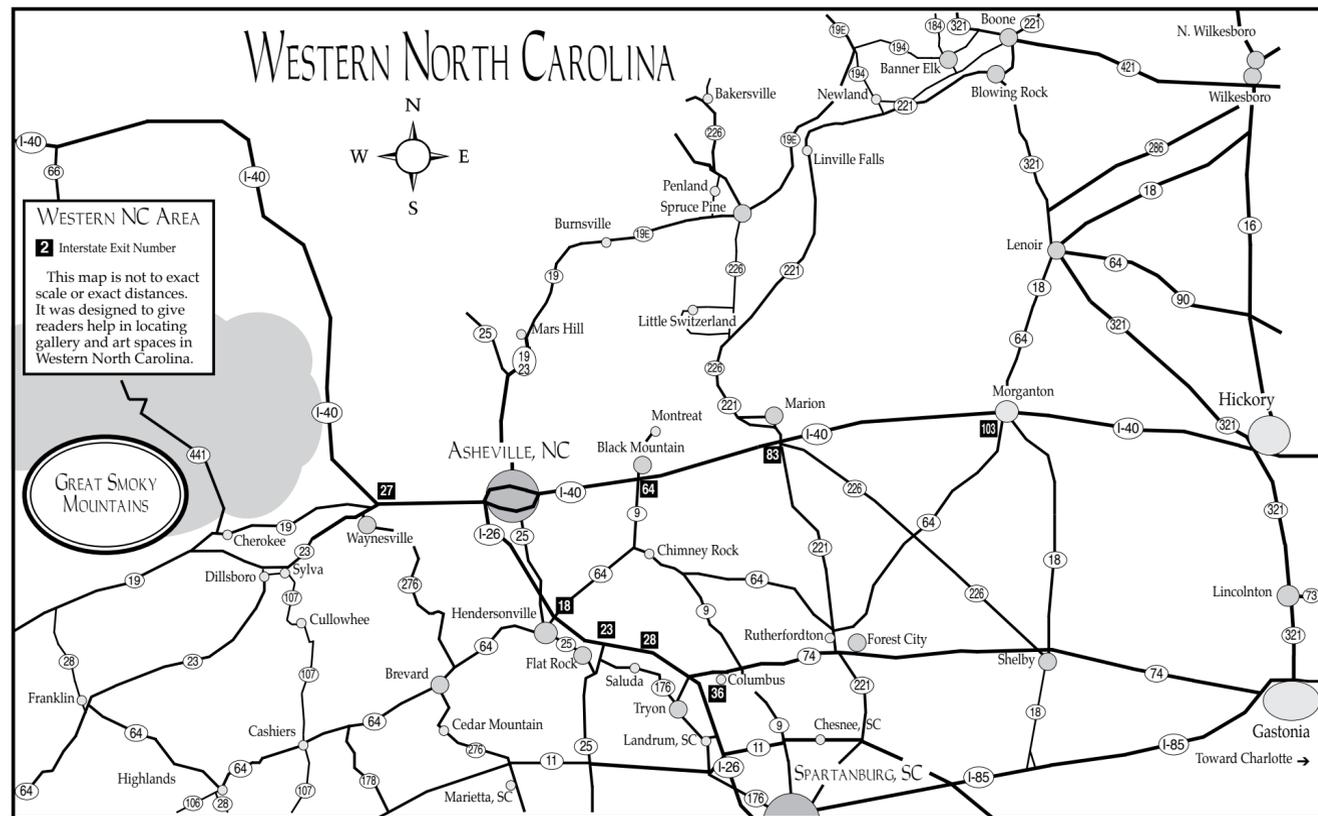 WESTERN NORTH CAROLINA
N
W E
S
WESTERN NC AREA
2 Interstate Exit Number
This map is not to exact
scale or exact distances.
It was designed to give
readers help in locating
gallery and art spaces in
Western North Carolina.
GREAT SMOKY
MOUNTAINS
19E
184
321
Boone
221
N. Wilkesboro
194
Banner Elk
421
194
Newland
221
Blowing Rock
Wilkesboro
Bakersville
226
19E
Linville Falls
321
286
18
I-40
66
I-40
Penland
Spruce Pine
Burnsville
19E
16
Lenoir
64
90
19
226
221
18
321
Little Switzerland
25
Mars Hill
19
23
64
226
Morganton
Hickory
I-40
221
Marion
I-40
103
I-40
321
Montreat
Black Mountain
83
ASHEVILLE, NC
441
27
I-40
64
226
9
64
321
19
Cherokee
Waynesville
I-26
25
23
Chimney Rock
221
18
19
Dillsboro
Sylva
276
64
64
226
Lincolnton
73
107
Cullowhee
Hendersonville
18
9
28
23
64
25
23
28
Rutherfordton
Forest City
321
Flat Rock
74
Shelby
74
107
Brevard
Saluda
176
36
Columbus
221
Franklin
Tryon
18
Gastonia
64
Cashiers
64
Cedar Mountain
Landrum, SC
9
Chesnee, SC
I-85
276
25
11
Toward Charlotte
64
Highlands
64
11
I-26
SPARTANBURG, SC
I-85
106
28
107
178
Marietta, SC
176